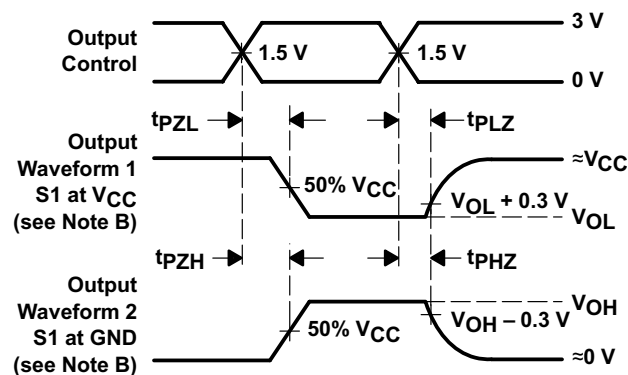 3 V
Output
Control
1.5 V
1.5 V
0 V
tPZL
tPLZ
Output
Waveform 1
S1 at VCC
(see Note B)
≈VCC
50% VCC
VOL + 0.3 V
VOL
tPZH
tPHZ
Output
Waveform 2
S1 at GND
(see Note B)
VOH
50% VCC
VOH – 0.3 V
≈0 V